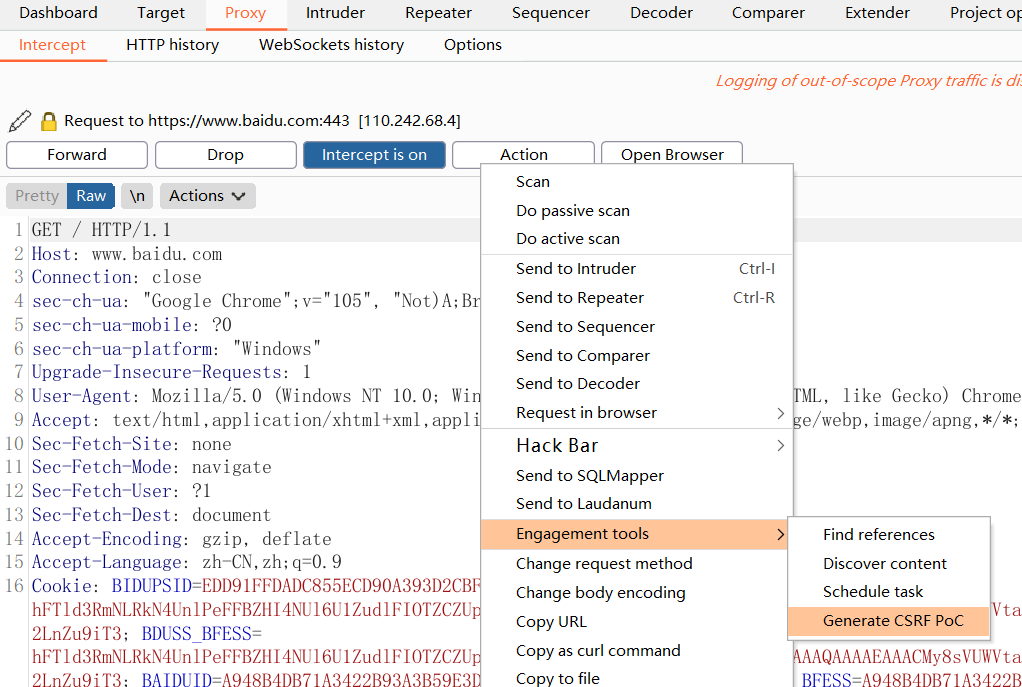 Dashboard Target Proxy Intruder Repeater Sequencer Decoder Comparer Extender Project op
Intercept HTTP history WebSockets history Options
Logging of out-of-scope Proxy traffic is dis
Request to https://www.baidu.com:443 [110.242.68.4]
Forward Drop Intercept is on Action Open Browser
Pretty Raw \n Actions
1 GET / HTTP/1.1
2 Host: www.baidu.com
3 Connection: close
4 sec-ch-ua: "Google Chrome";v="105", "Not)A;Br
5 sec-ch-ua-mobile: ?0
6 sec-ch-ua-platform: "Windows"
7 Upgrade-Insecure-Requests: 1
8 User-Agent: Mozilla/5.0 (Windows NT 10.0; Win TML, like Gecko) Chrome
9 Accept: text/html,application/xhtml+xml,appli ge/webp,image/apng,*/*;
10 Sec-Fetch-Site: none
11 Sec-Fetch-Mode: navigate
12 Sec-Fetch-User: ?1
13 Sec-Fetch-Dest: document
14 Accept-Encoding: gzip, deflate
15 Accept-Language: zh-CN,zh;q=0.9
16 Cookie: BIDUPSID=EDD91FFDADC855ECD90A393D2CBF
hFTld3RmNLRkN4UnlPeFFBZHI4NUl6U1ZudlFIOTZCZUp Vta
2LnZu9iT3; BDUSS_BFESS=
hFTld3RmNLRkN4UnlPeFFBZHI4NUl6U1ZudlFIOTZCZUp AAAQAAAAEAAACMy8sVUWVta
2LnZu9iT3; BAIDUID=A948B4DB71A3422B93A3B59E3D BFESS=A948B4DB71A3422B
Scan
Do passive scan
Do active scan
Send to Intruder Ctrl-I
Send to Repeater Ctrl-R
Send to Sequencer
Send to Comparer
Send to Decoder
Request in browser
Hack Bar
Send to SQLMapper
Send to Laudanum
Engagement tools
Change request method
Change body encoding
Copy URL
Copy as curl command
Copy to file
Find references
Discover content
Schedule task
Generate CSRF PoC